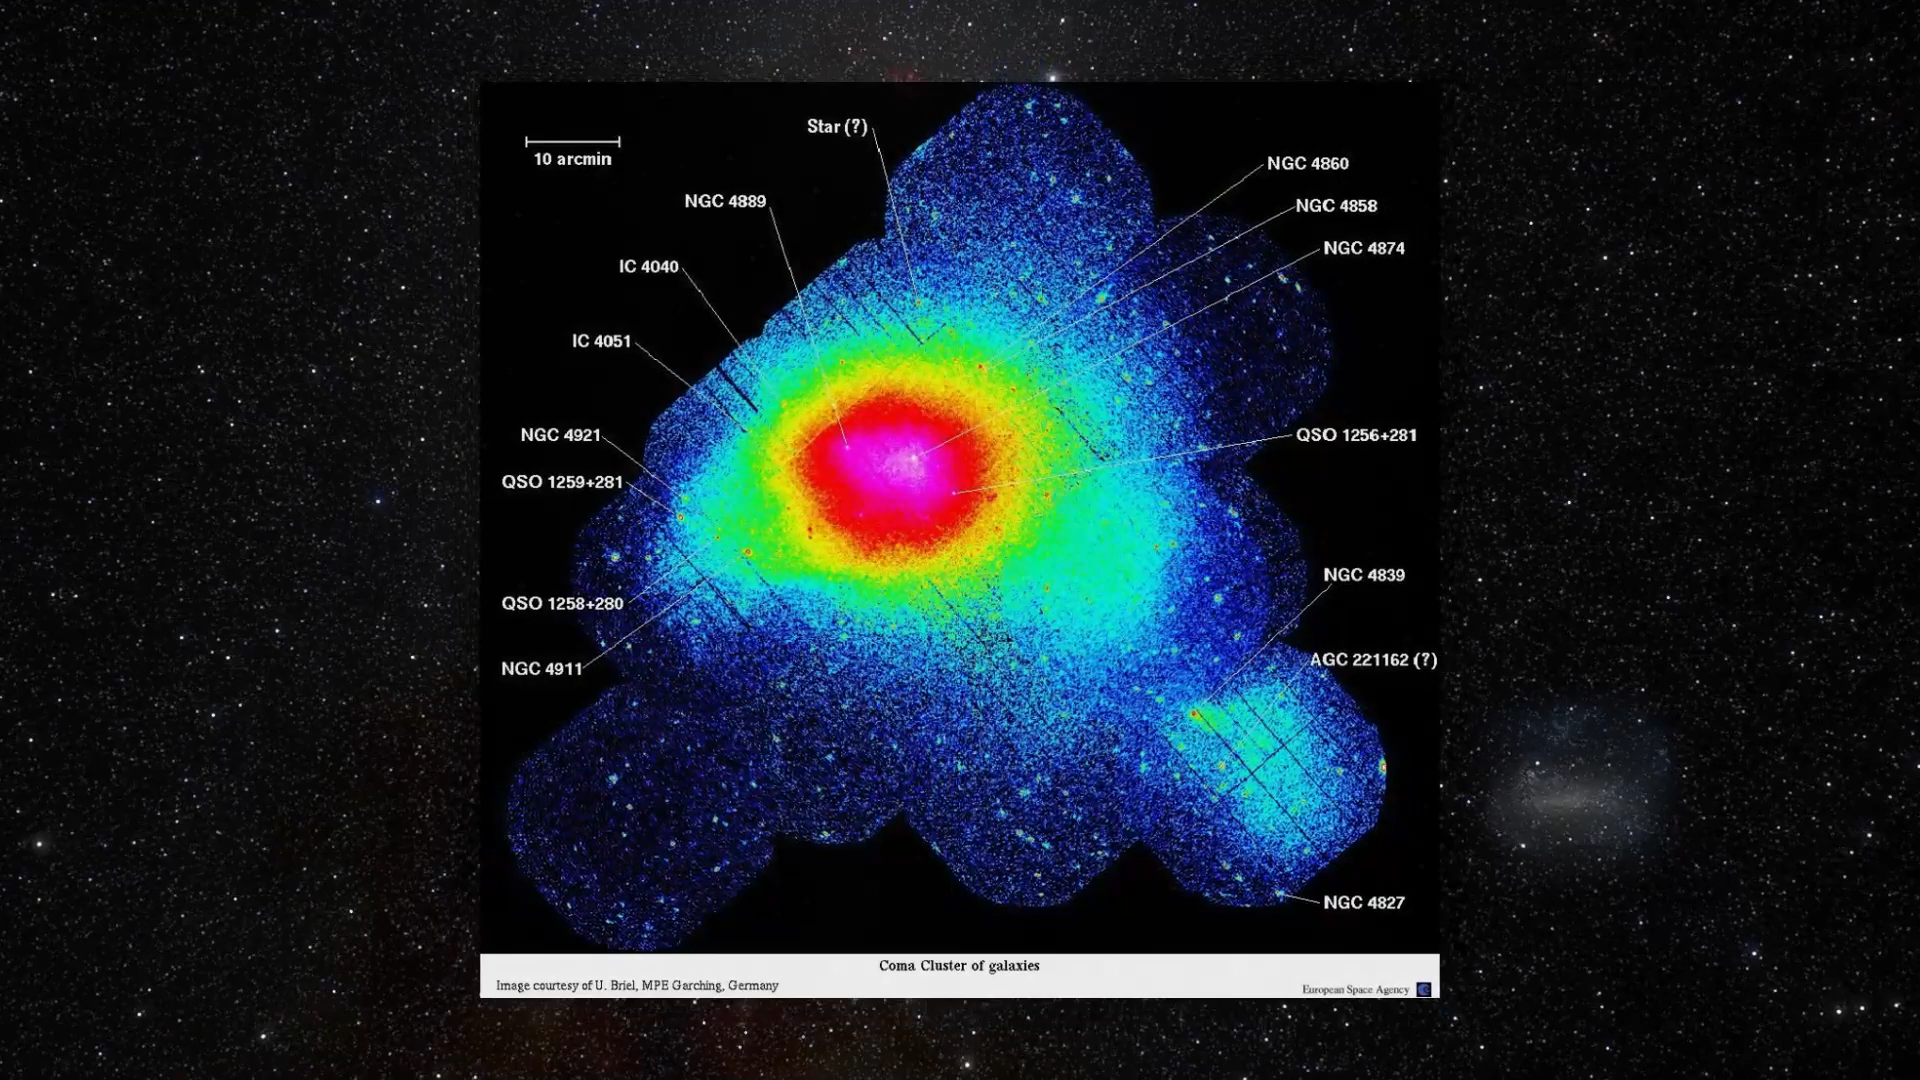 Star (?)
10 arcmin
NGC 4860
NGC 4889
NGC 4858
NGC 4874
IC 4040
IC 4051
NGC 4921
QSO 1256+281
QSO 1259+281
NGC 4839
QSO 1258+280
AGC 221162 (?)
NGC 4911
NGC 4827
Coma Cluster of galaxies
Image courtesy of U. Briel, MPE Garching, Germany
European Space Agency